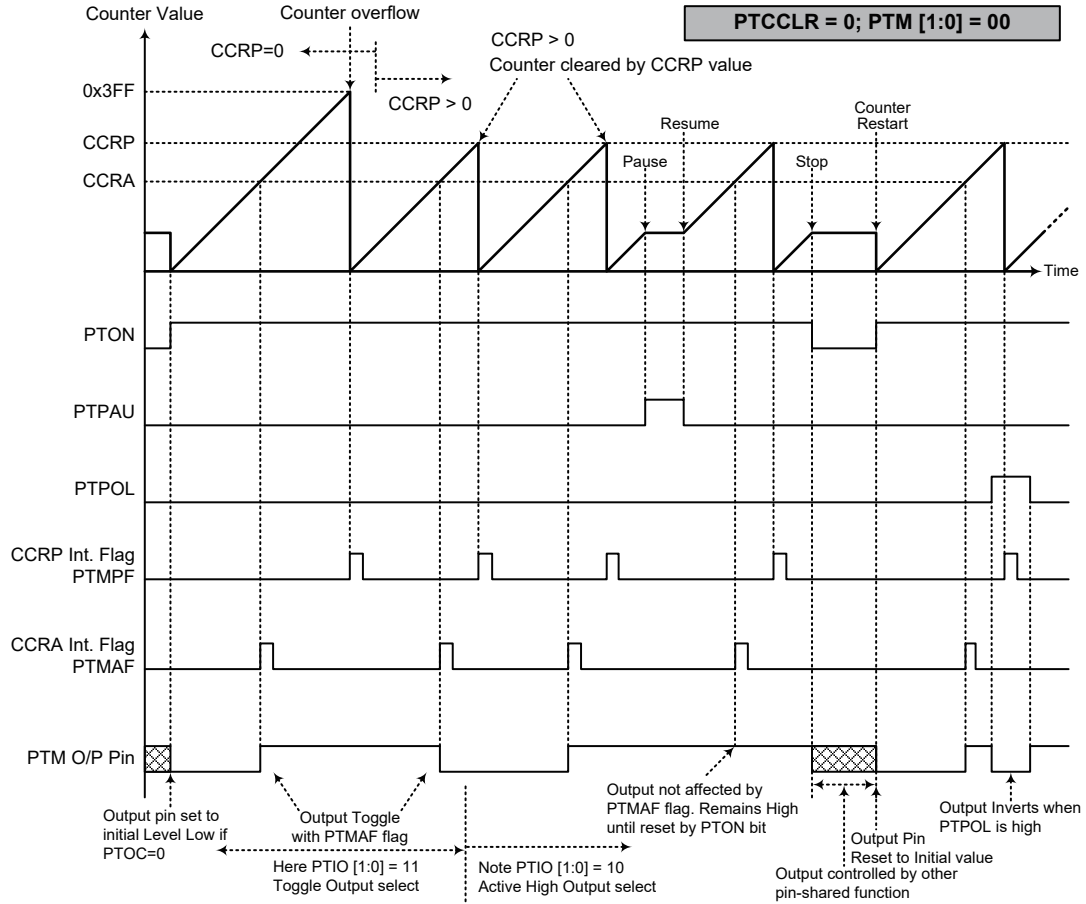 Counter Value
Counter overflow
PTCCLR = 0; PTM [1:0] = 00
CCRP=0
CCRP > 0
CCRP > 0
Counter cleared by CCRP value
0x3FF
CCRP
CCRA
Pause
Resume
Stop
Counter
Restart
Time
PTON
PTPAU
PTPOL
CCRP Int. Flag
PTMPF
CCRA Int. Flag
PTMAF
PTM O/P Pin
Output pin set to
initial Level Low if
PTOC=0
Output Toggle
with PTMAF flag
Here PTIO [1:0] = 11
Toggle Output select
Note PTIO [1:0] = 10
Active High Output select
Output not affected by
PTMAF flag. Remains High
until reset by PTON bit
Output Pin
Reset to Initial value
Output controlled by other
pin-shared function
Output Inverts when
PTPOL is high